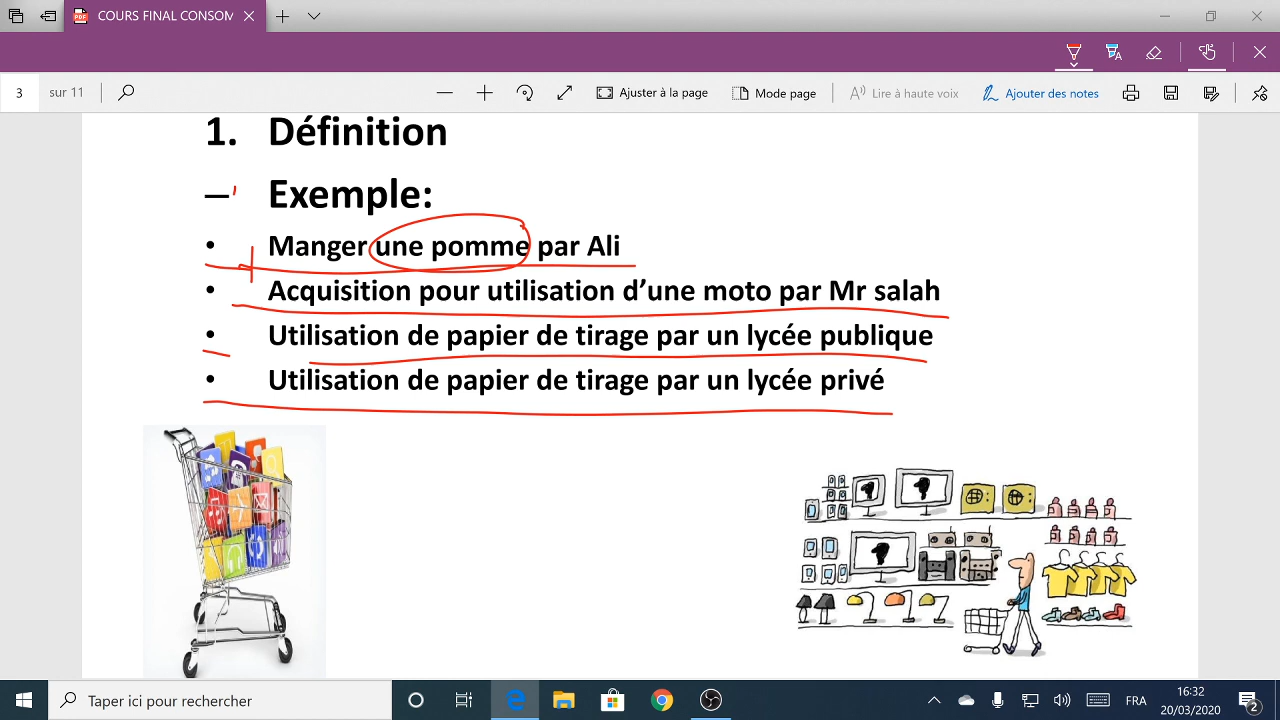 COURS FINAL CONSOM
3 sur 11
Ajuster à la page
Mode page
Lire à haute voix
Ajouter des notes
1. Définition
– Exemple:
• Manger une pomme par Ali
• Acquisition pour utilisation d’une moto par Mr salah
• Utilisation de papier de tirage par un lycée publique
• Utilisation de papier de tirage par un lycée privé
Taper ici pour rechercher
FRA
16:32
20/03/2020
2